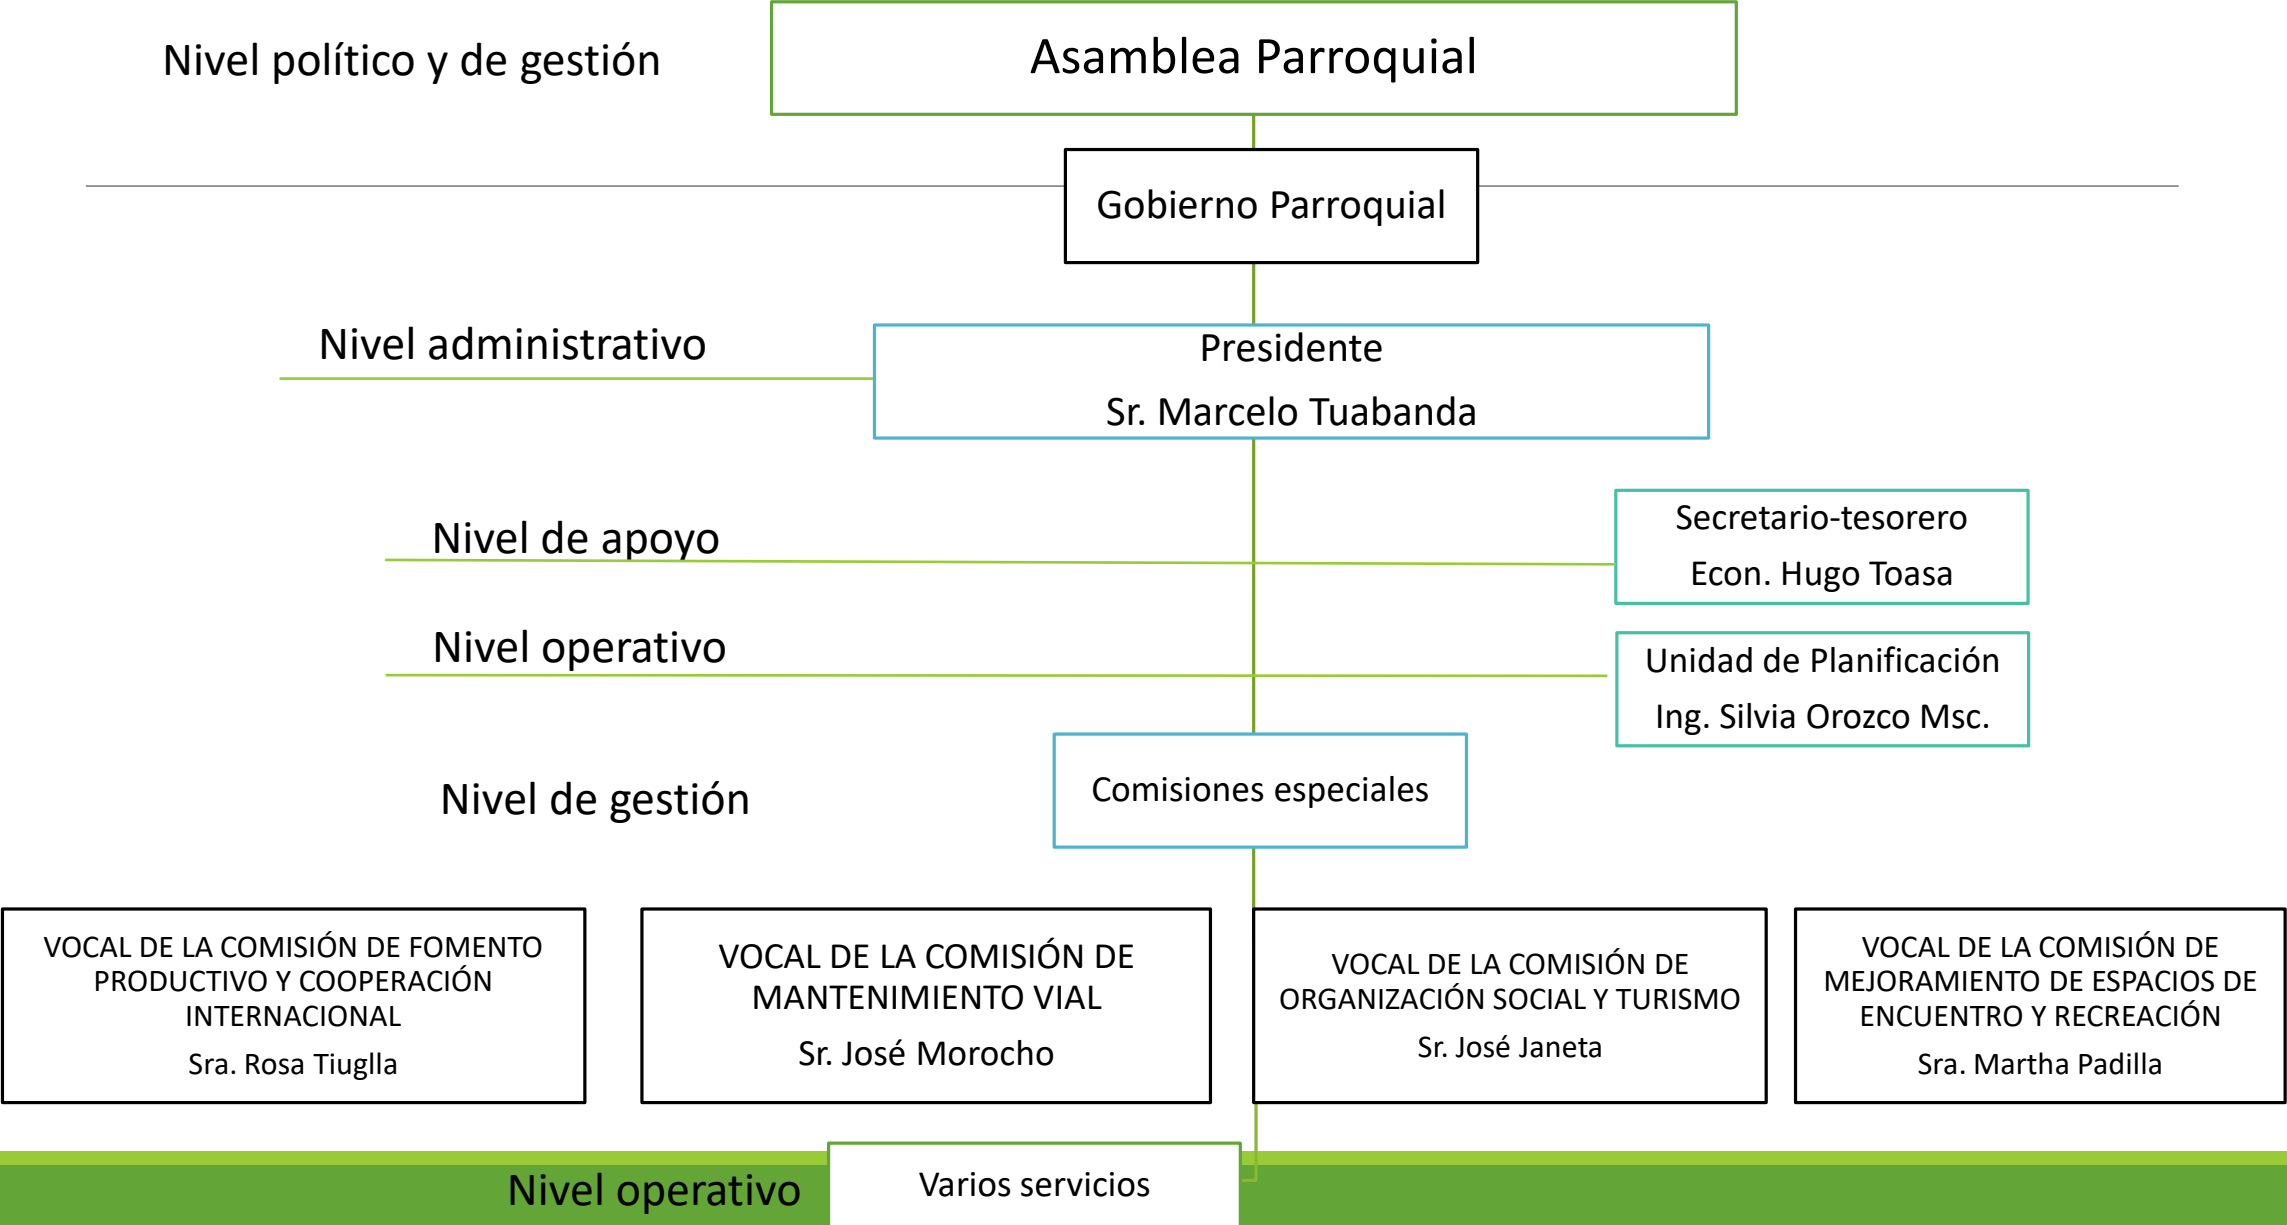 Nivel político y de gestión
Asamblea Parroquial
Gobierno Parroquial
Nivel administrativo
Presidente
Sr. Marcelo Tuabanda
Nivel de apoyo
Secretario-tesorero
Econ. Hugo Toasa
Nivel operativo
Unidad de Planificación
Ing. Silvia Orozco Msc.
Nivel de gestión
Comisiones especiales
VOCAL DE LA COMISIÓN DE FOMENTO
PRODUCTIVO Y COOPERACIÓN
INTERNACIONAL
Sra. Rosa Tiuglla
VOCAL DE LA COMISIÓN DE
MANTENIMIENTO VIAL
Sr. José Morocho
VOCAL DE LA COMISIÓN DE
ORGANIZACIÓN SOCIAL Y TURISMO
Sr. José Janeta
VOCAL DE LA COMISIÓN DE
MEJORAMIENTO DE ESPACIOS DE
ENCUENTRO Y RECREACIÓN
Sra. Martha Padilla
Nivel operativo
Varios servicios